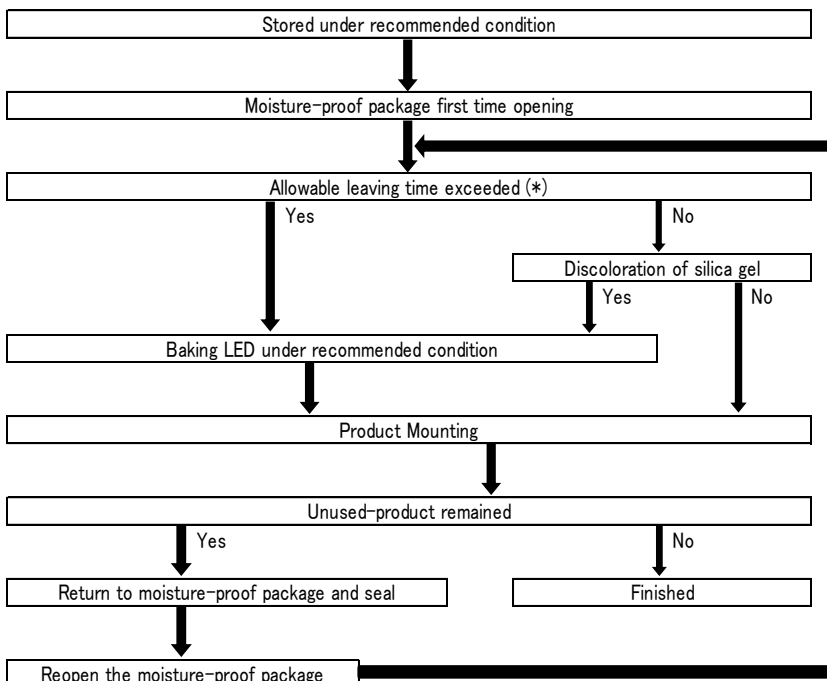 Stored under recommended condition
Moisture-proof package first time opening
Allowable leaving time exceeded (*)
Yes
No
Discoloration of silica gel
Yes
No
Baking LED under recommended condition
Product Mounting
Unused-product remained
Yes
No
Return to moisture-proof package and seal
Finished
Reopen the moisture-proof package